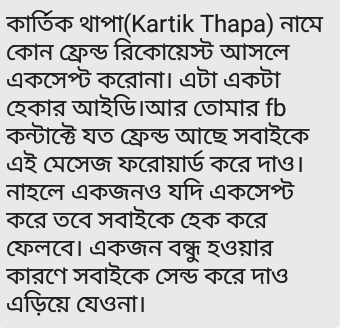 কার্তিক থাপা(Kartik Thapa) নামে
কোন ফ্রেন্ড রিকোয়েস্ট আসলে
একসেপ্ট করোনা। এটা একটা
হেকার আইডি।আর তোমার fb
কন্টাক্টে যত ফ্রেন্ড আছে সবাইকে
এই মেসেজ ফরোয়ার্ড করে দাও।
নাহলে একজনও যদি একসেপ্ট
করে তবে সবাইকে হেক করে
ফেলবে। একজন বন্ধু হওয়ার
কারণে সবাইকে সেন্ড করে দাও
এড়িয়ে যেওনা।